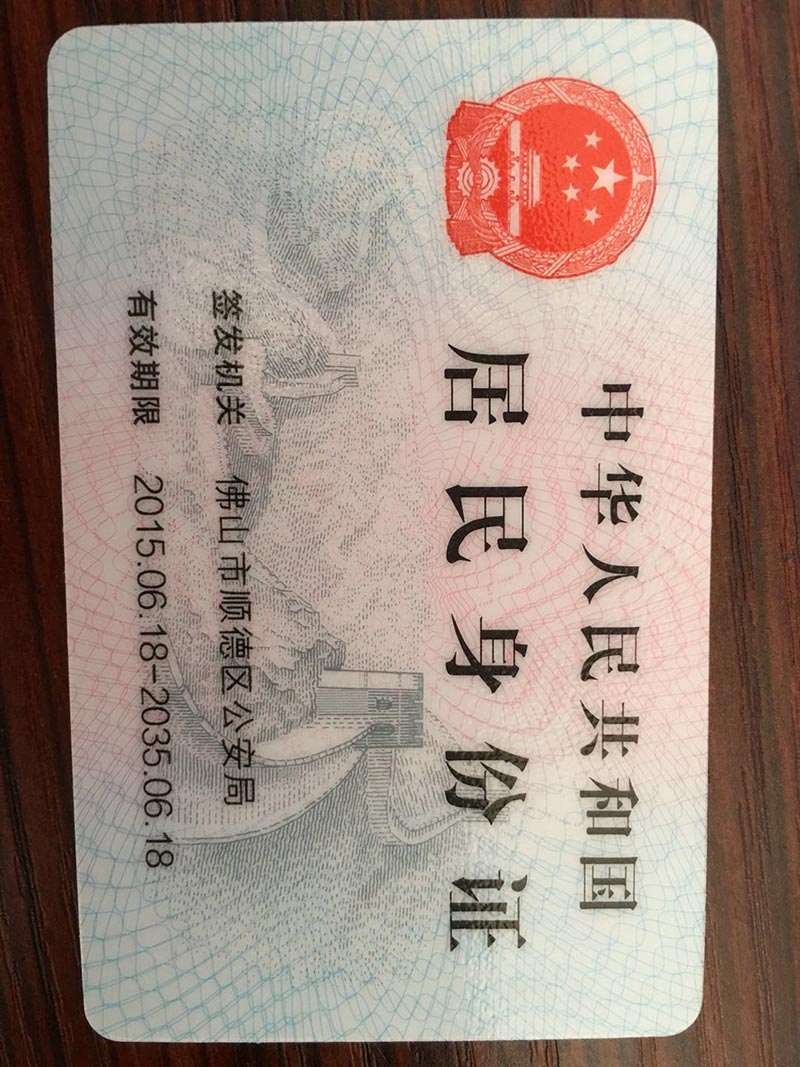 中华人民共和国
居民身份证
签发机关 佛山市顺德区公安局
有效期限 2015.06.18-2035.06.18